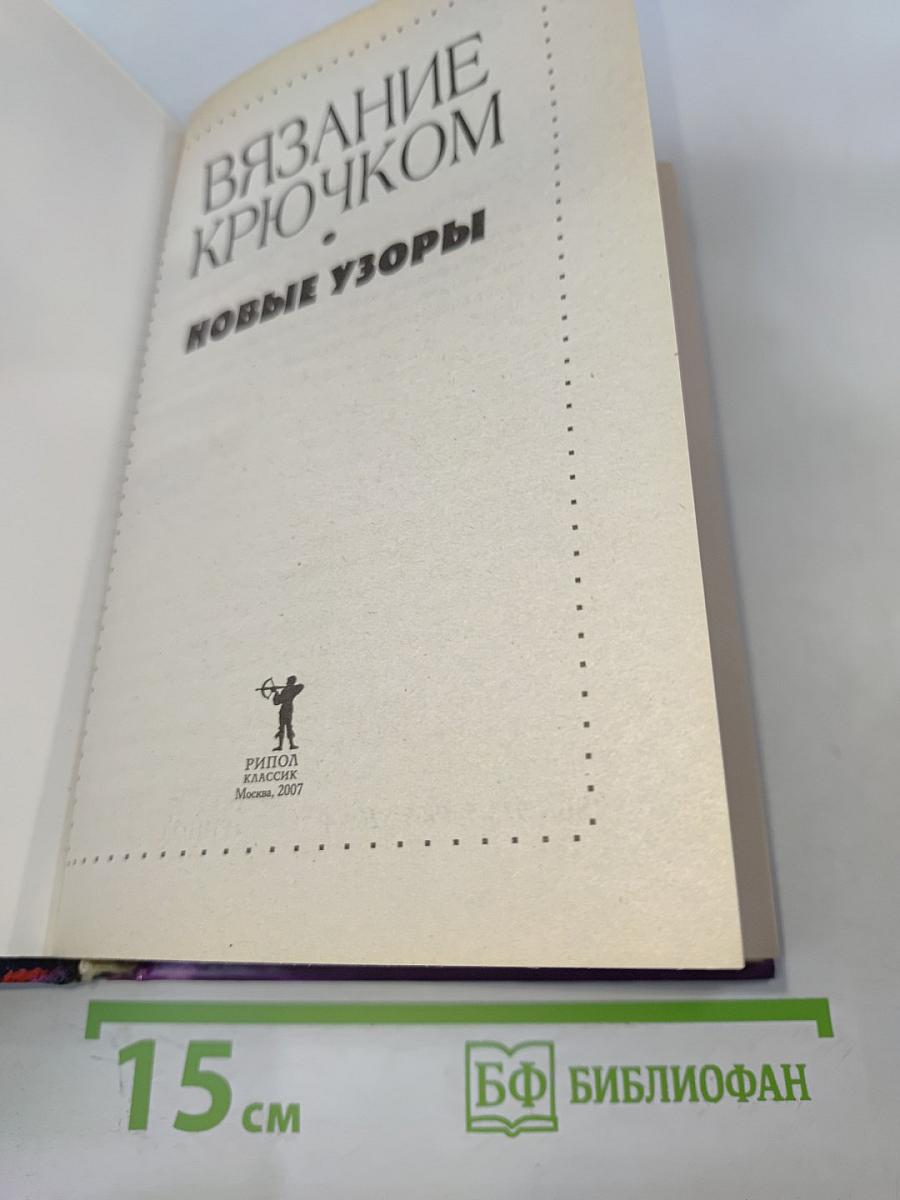 ВЯЗАНИЕ
КРЮЧКОМ
•
НОВЫЕ УЗОРЫ
РИПОЛ
КЛАССИК
Москва, 2007
15 см
БФ БИБЛИОФАН